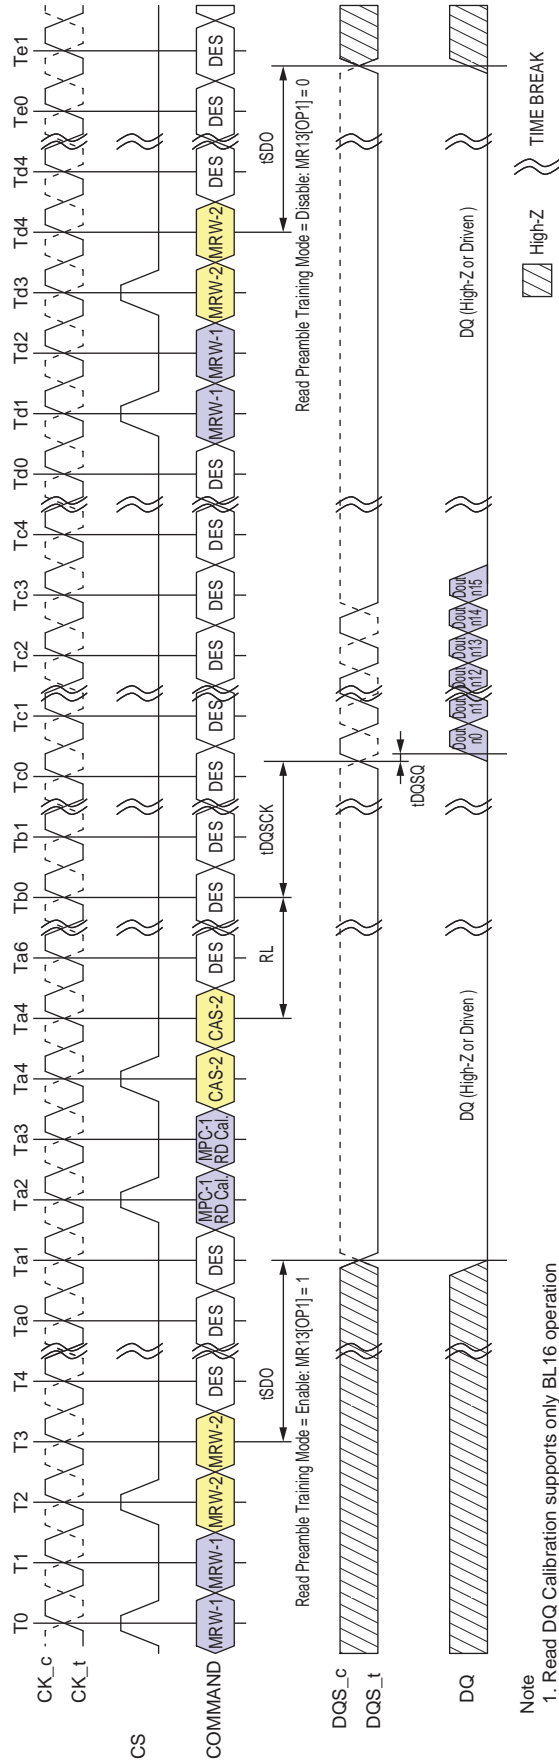 T0 T1 T2 T3 T4 Ta0 Ta1 Ta2 Ta3 Ta4 Ta4 Ta6 Tb0 Tb1 Tc0 Tc1 Tc2 Tc3 Tc4 Td0 Td1 Td2 Td3 Td4 Td4 Te0 Te1
CK_c
CK_t
CS
COMMAND
MRW-1 MRW-1 MRW-2 MRW-2 DES DES DES MPC-1 RD Cal. MPC-1 RD Cal. CAS-2 CAS-2 DES DES DES DES DES DES DES DES DES MRW-1 MRW-1 MRW-2 MRW-2 DES DES DES
tSDO
RL
tDQSCK
tSDO
Read Preamble Training Mode = Enable: MR13[OP1] = 1
Read Preamble Training Mode = Disable: MR13[OP1] = 0
DQS_c
DQS_t
tDQSQ
DQ
DQ (High-Z or Driven )
Dout n0 Dout n1 Dout n12 Dout n13 Dout n14 Dout n15
DQ (High-Z or Driven )
Note
1. Read DQ Calibration supports only BL16 operation
High-Z
TIME BREAK